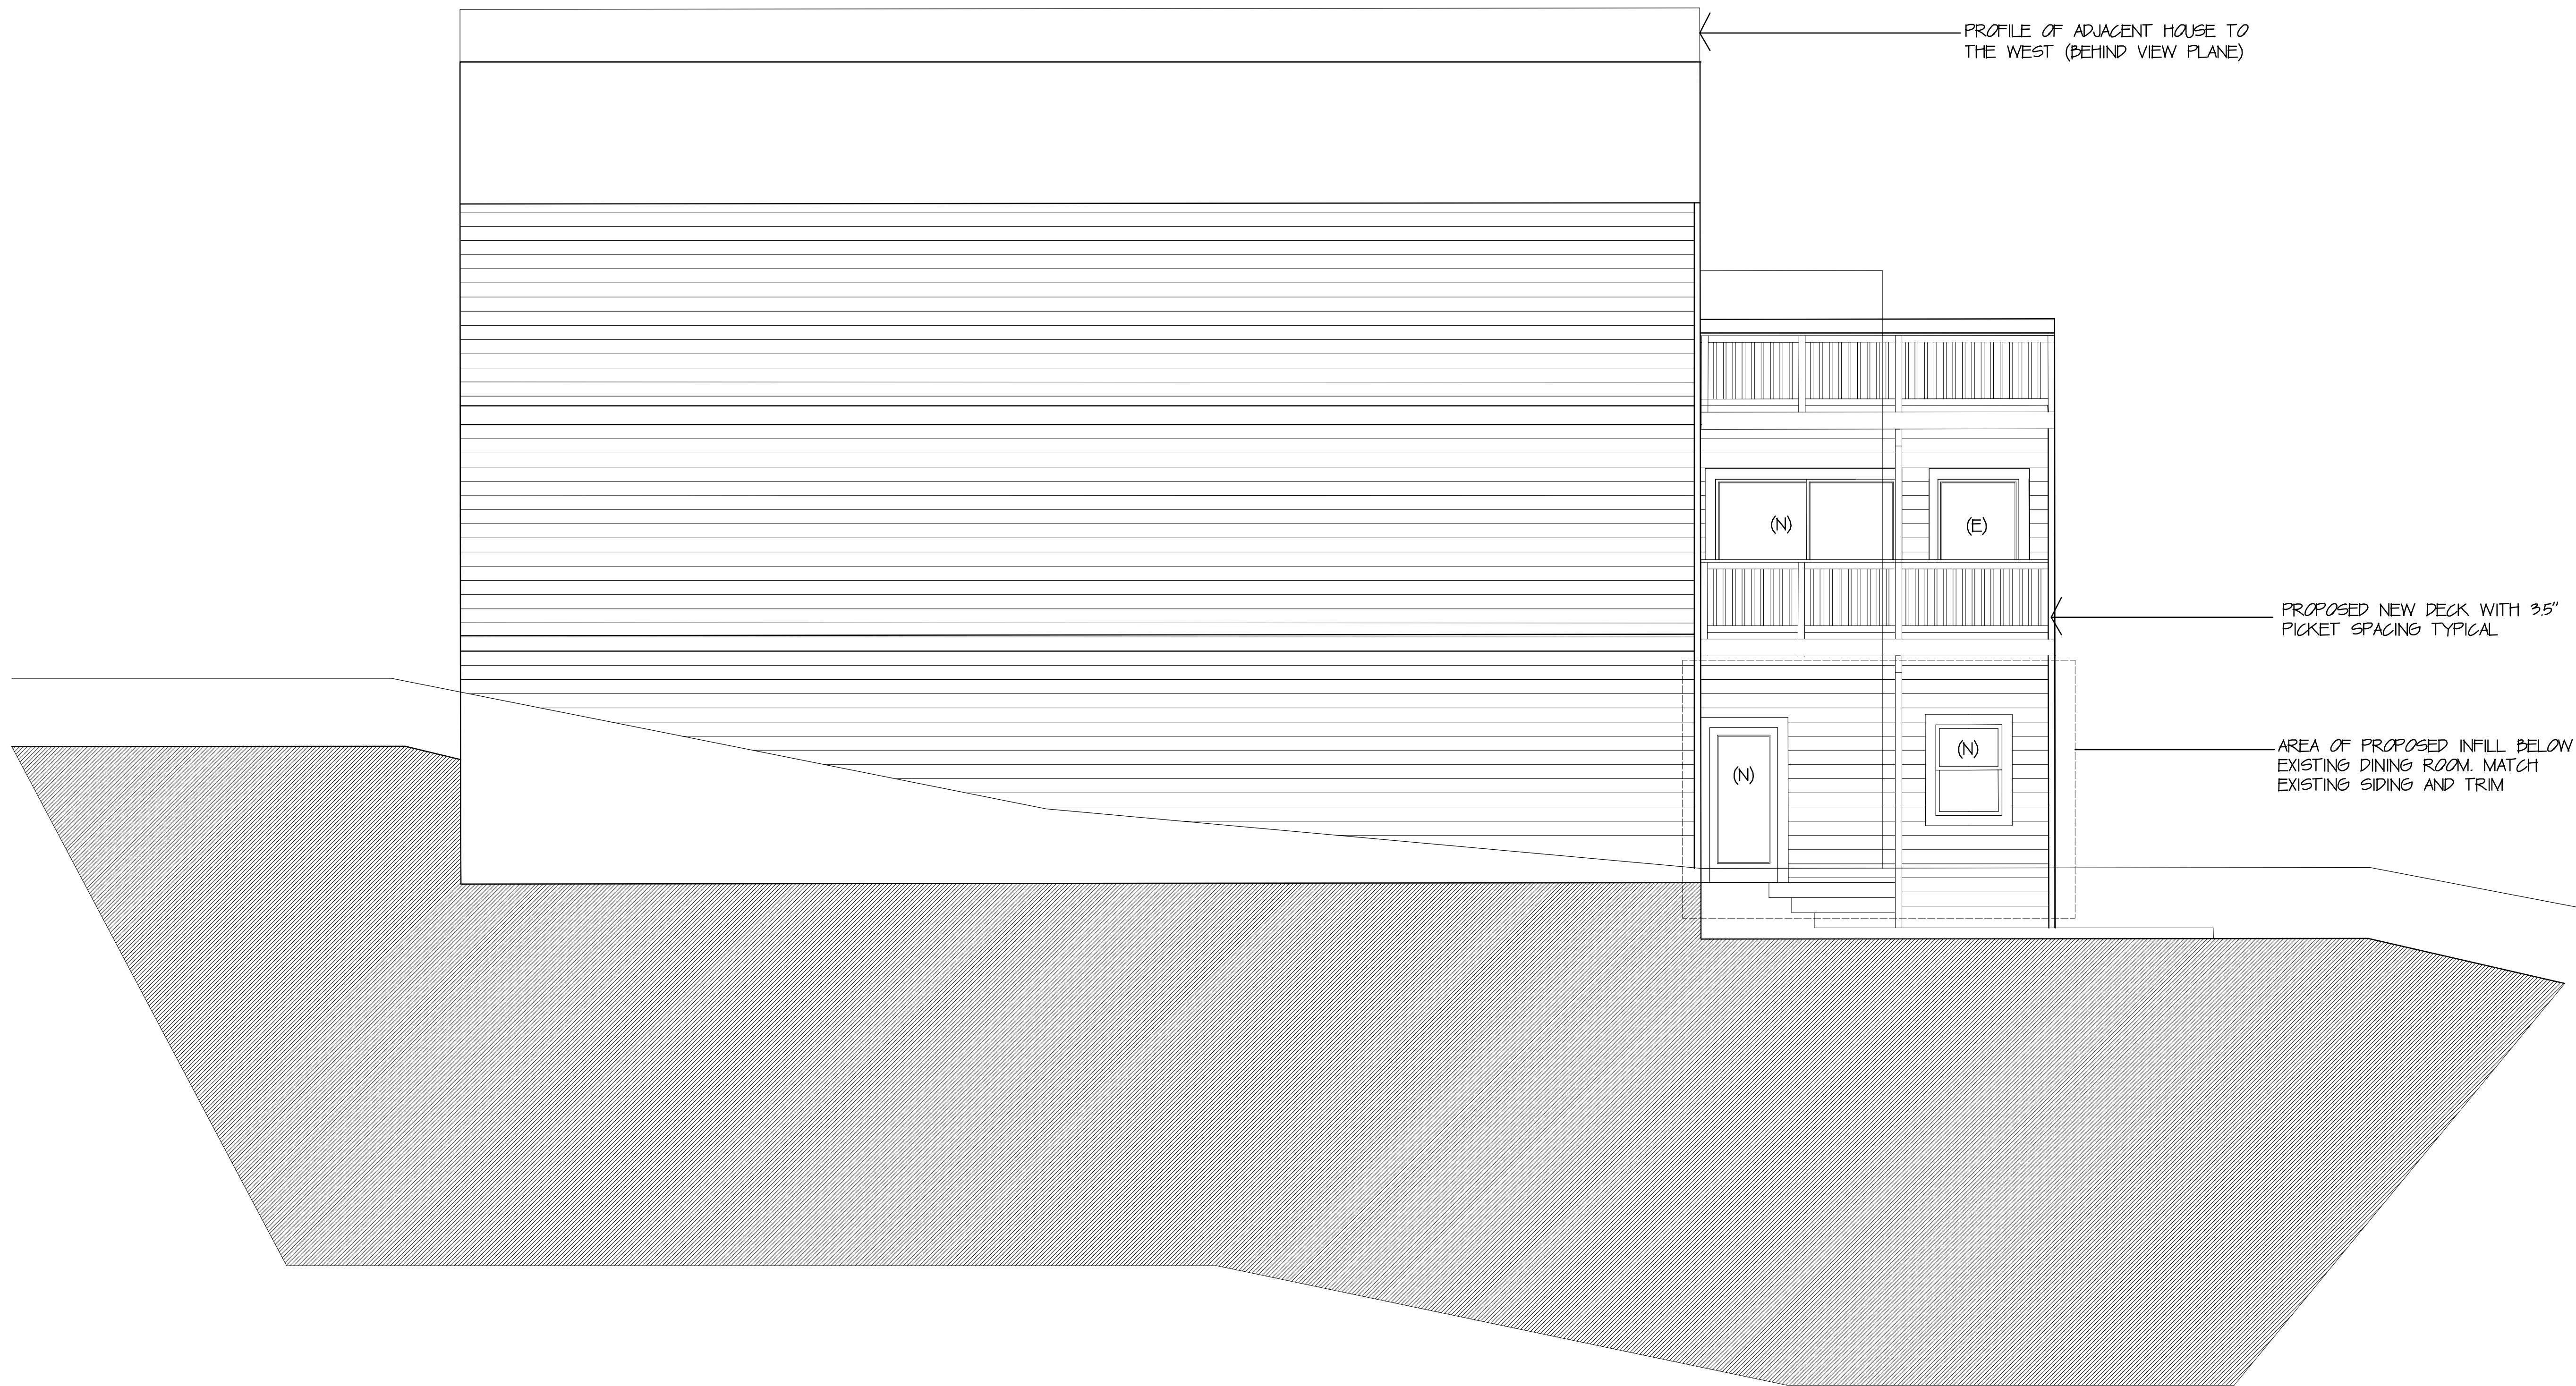 PROFILE OF ADJACENT HOUSE TO
THE WEST (BEHIND VIEW PLANE)
(N)
(E)
PROPOSED NEW DECK WITH 3.5"
PICKET SPACING TYPICAL
(N)
(N)
AREA OF PROPOSED INFILL BELOW
EXISTING DINING ROOM. MATCH
EXISTING SIDING AND TRIM